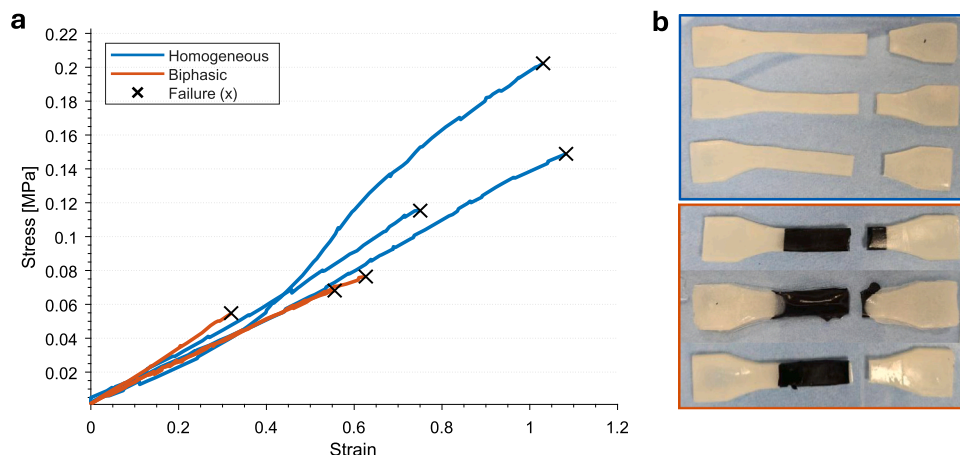 a
b
0.22
0.2
0.18
0.16
0.14
0.12
0.1
0.08
0.06
0.04
0.02
Stress [MPa]
Homogeneous
Biphasic
Failure (x)
0
0.2
0.4
0.6
0.8
1
1.2
Strain